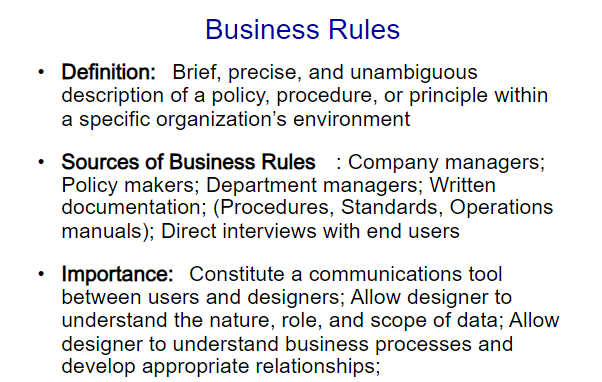 Business Rules
• Definition: Brief, precise, and unambiguous
description of a policy, procedure, or principle within
a specific organization’s environment
• Sources of Business Rules : Company managers;
Policy makers; Department managers; Written
documentation; (Procedures, Standards, Operations
manuals); Direct interviews with end users
• Importance: Constitute a communications tool
between users and designers; Allow designer to
understand the nature, role, and scope of data; Allow
designer to understand business processes and
develop appropriate relationships;